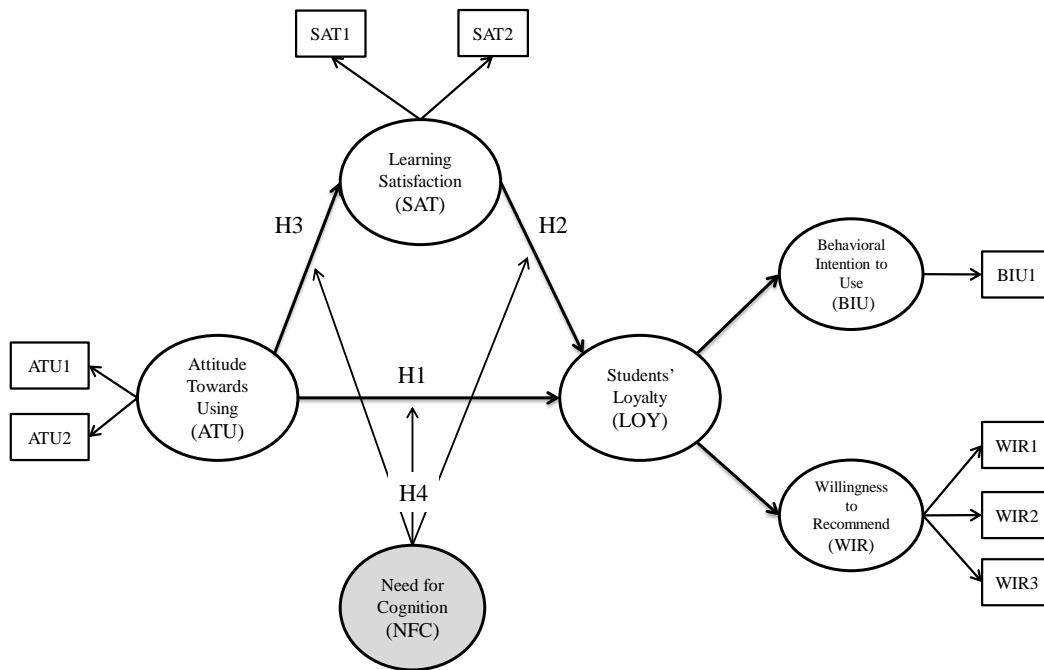 SAT1
SAT2
Learning
Satisfaction
(SAT)
H3
H2
Behavioral
Intention to
Use
(BIU)
BIU1
ATU1
ATU2
Attitude
Towards
Using
(ATU)
H1
Students’
Loyalty
(LOY)
H4
Willingness
to
Recommend
(WIR)
WIR1
WIR2
WIR3
Need for
Cognition
(NFC)